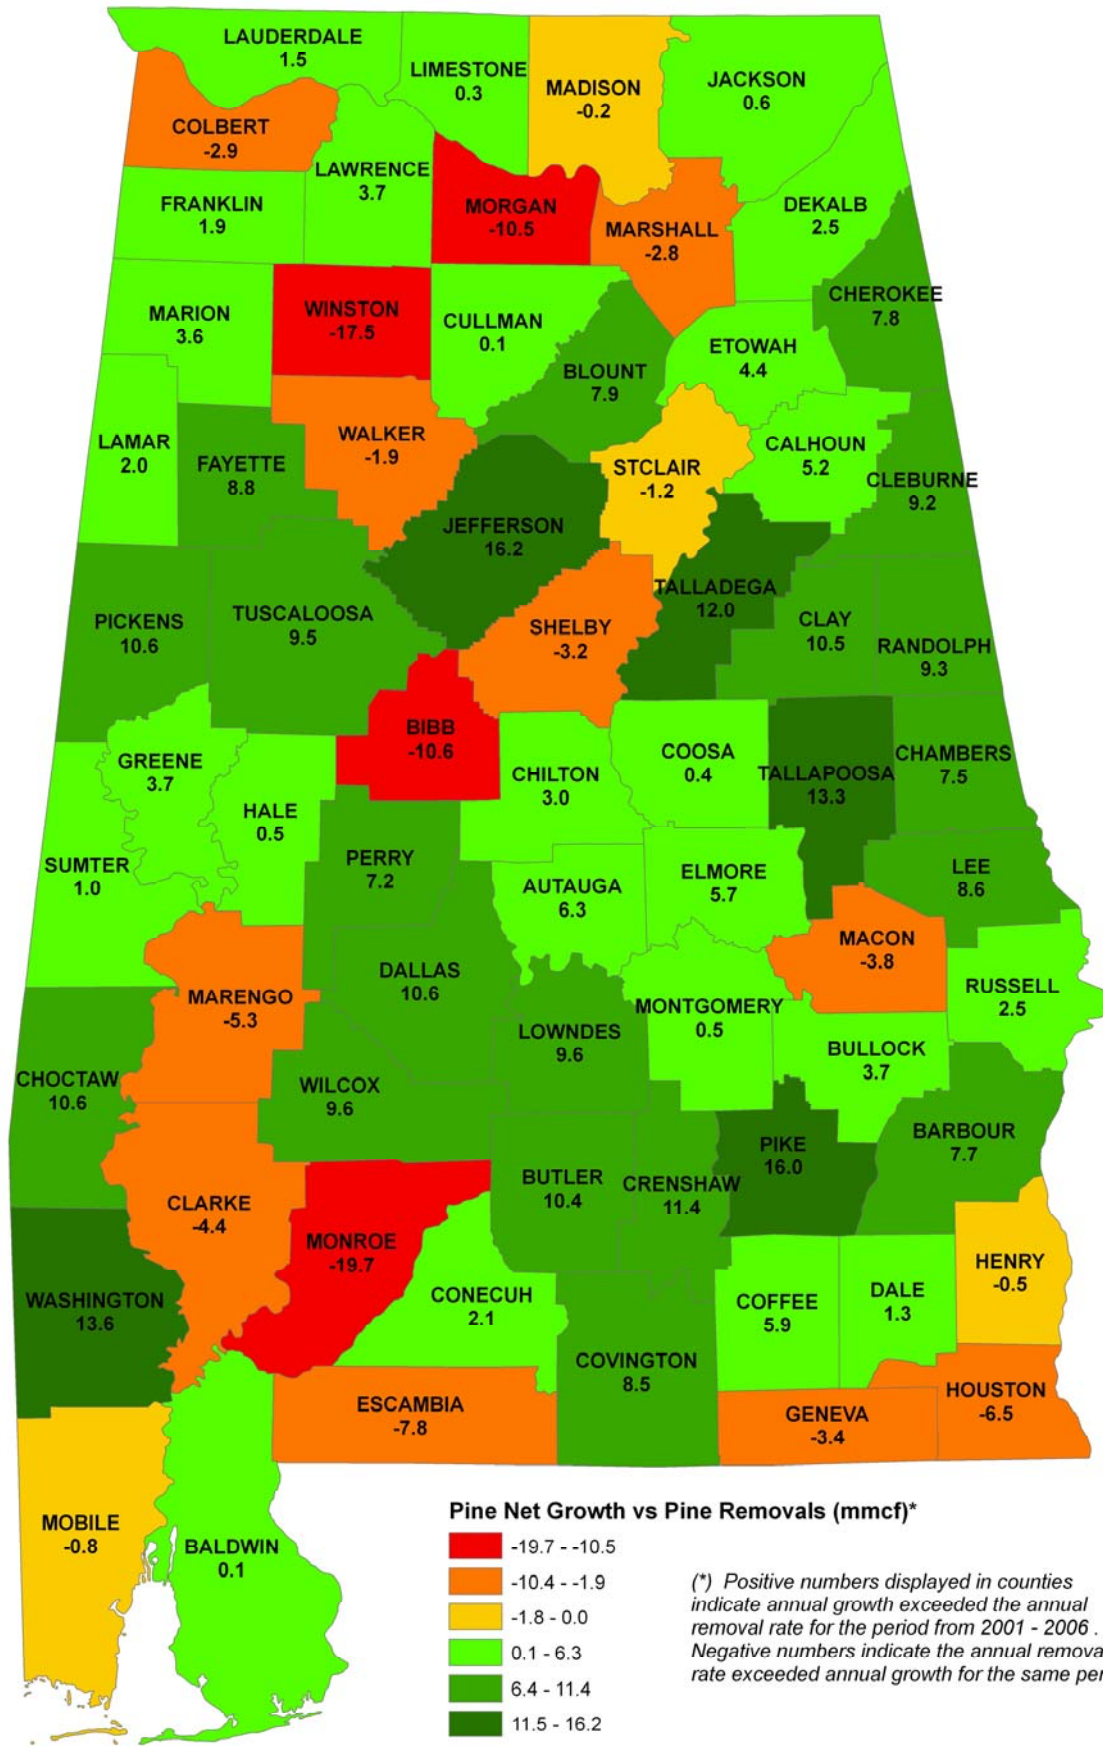 LAUDERDALE
1.5
LIMESTONE
0.3
MADISON
-0.2
JACKSON
0.6
COLBERT
-2.9
LAWRENCE
3.7
FRANKLIN
1.9
MORGAN
-10.5
MARSHALL
-2.8
DEKALB
2.5
CHEROKEE
7.8
MARION
3.6
WINSTON
-17.5
CULLMAN
0.1
BLOUNT
7.9
ETOWAH
4.4
LAMAR
2.0
FAYETTE
8.8
WALKER
-1.9
STCLAIR
-1.2
CALHOUN
5.2
CLEBURNE
9.2
JEFFERSON
16.2
TALLADEGA
12.0
PICKENS
10.6
TUSCALOOSA
9.5
SHELBY
-3.2
CLAY
10.5
RANDOLPH
9.3
BIBB
-10.6
GREENE
3.7
HALE
0.5
CHILTON
3.0
COOSA
0.4
TALLAPOOSA
13.3
CHAMBERS
7.5
SUMTER
1.0
PERRY
7.2
AUTAUGA
6.3
ELMORE
5.7
LEE
8.6
MACON
-3.8
DALLAS
10.6
MARENGO
-5.3
LOWNDES
9.6
MONTGOMERY
0.5
RUSSELL
2.5
BULLOCK
3.7
CHOCTAW
10.6
WILCOX
9.6
BARBOUR
7.7
PIKE
16.0
BUTLER
10.4
CRENSHAW
11.4
CLARKE
-4.4
MONROE
-19.7
HENRY
-0.5
WASHINGTON
13.6
CONECUH
2.1
COFFEE
5.9
DALE
1.3
COVINGTON
8.5
ESCAMBIA
-7.8
GENEVA
-3.4
HOUSTON
-6.5
MOBILE
-0.8
BALDWIN
0.1
Pine Net Growth vs Pine Removals (mmcf)*
-19.7 - -10.5
-10.4 - -1.9
-1.8 - 0.0
0.1 - 6.3
6.4 - 11.4
11.5 - 16.2
(*) Positive numbers displayed in counties
indicate annual growth exceeded the annual
removal rate for the period from 2001 - 2006 .
Negative numbers indicate the annual remova
rate exceeded annual growth for the same per